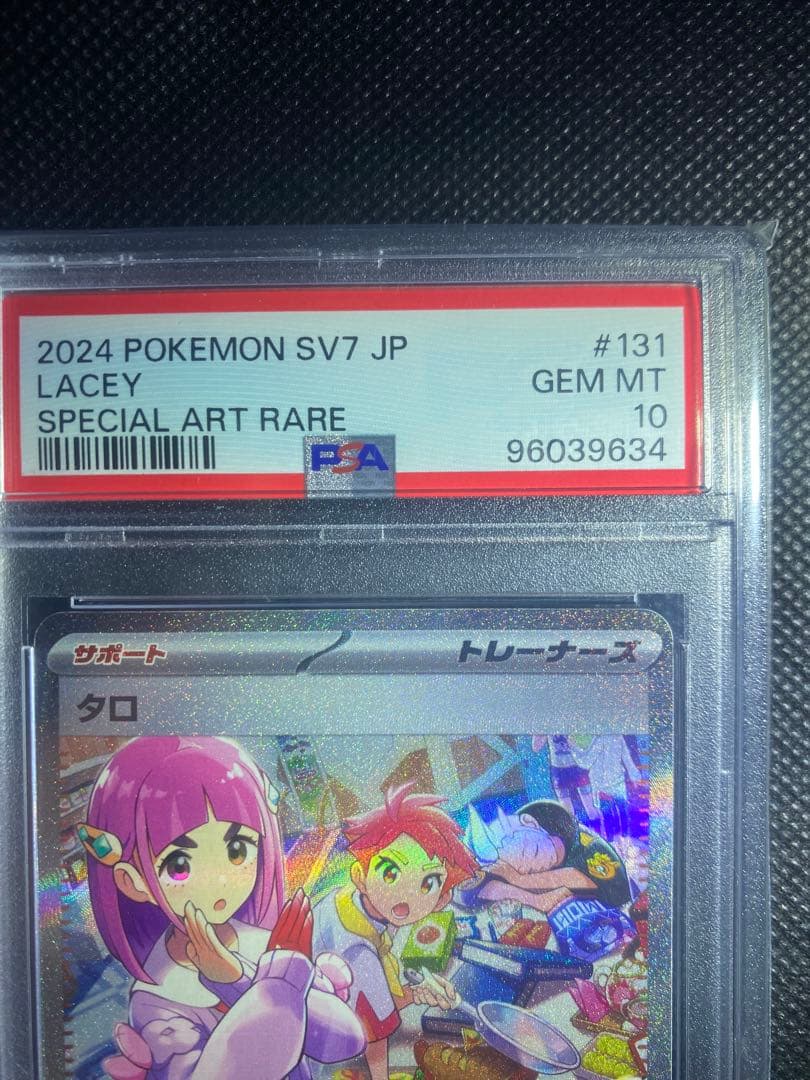 2024 POKEMON SV7 JP #131
LACEY GEM MT
SPECIAL ART RARE 10
PSA 96039634
サポート トレーナーズ
タロ